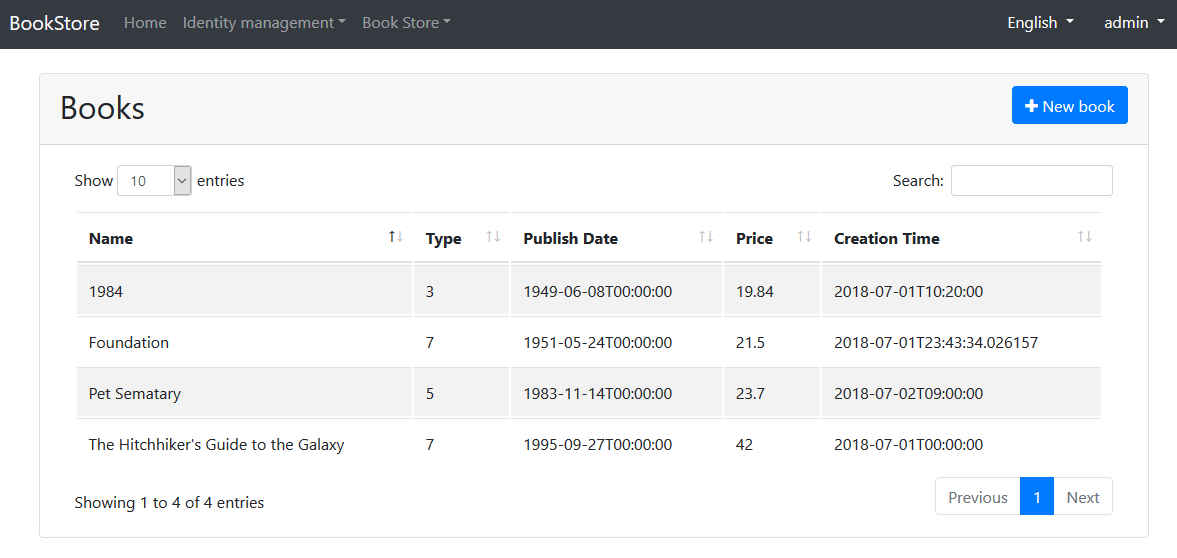 BookStore Home Identity management Book Store English admin
Books New book
Show 10 entries Search:
Name Type Publish Date Price Creation Time
1984 3 1949-06-08T00:00:00 19.84 2018-07-01T10:20:00
Foundation 7 1951-05-24T00:00:00 21.5 2018-07-01T23:43:34.026157
Pet Sematary 5 1983-11-14T00:00:00 23.7 2018-07-02T09:00:00
The Hitchhiker's Guide to the Galaxy 7 1995-09-27T00:00:00 42 2018-07-01T00:00:00
Showing 1 to 4 of 4 entries Previous 1 Next